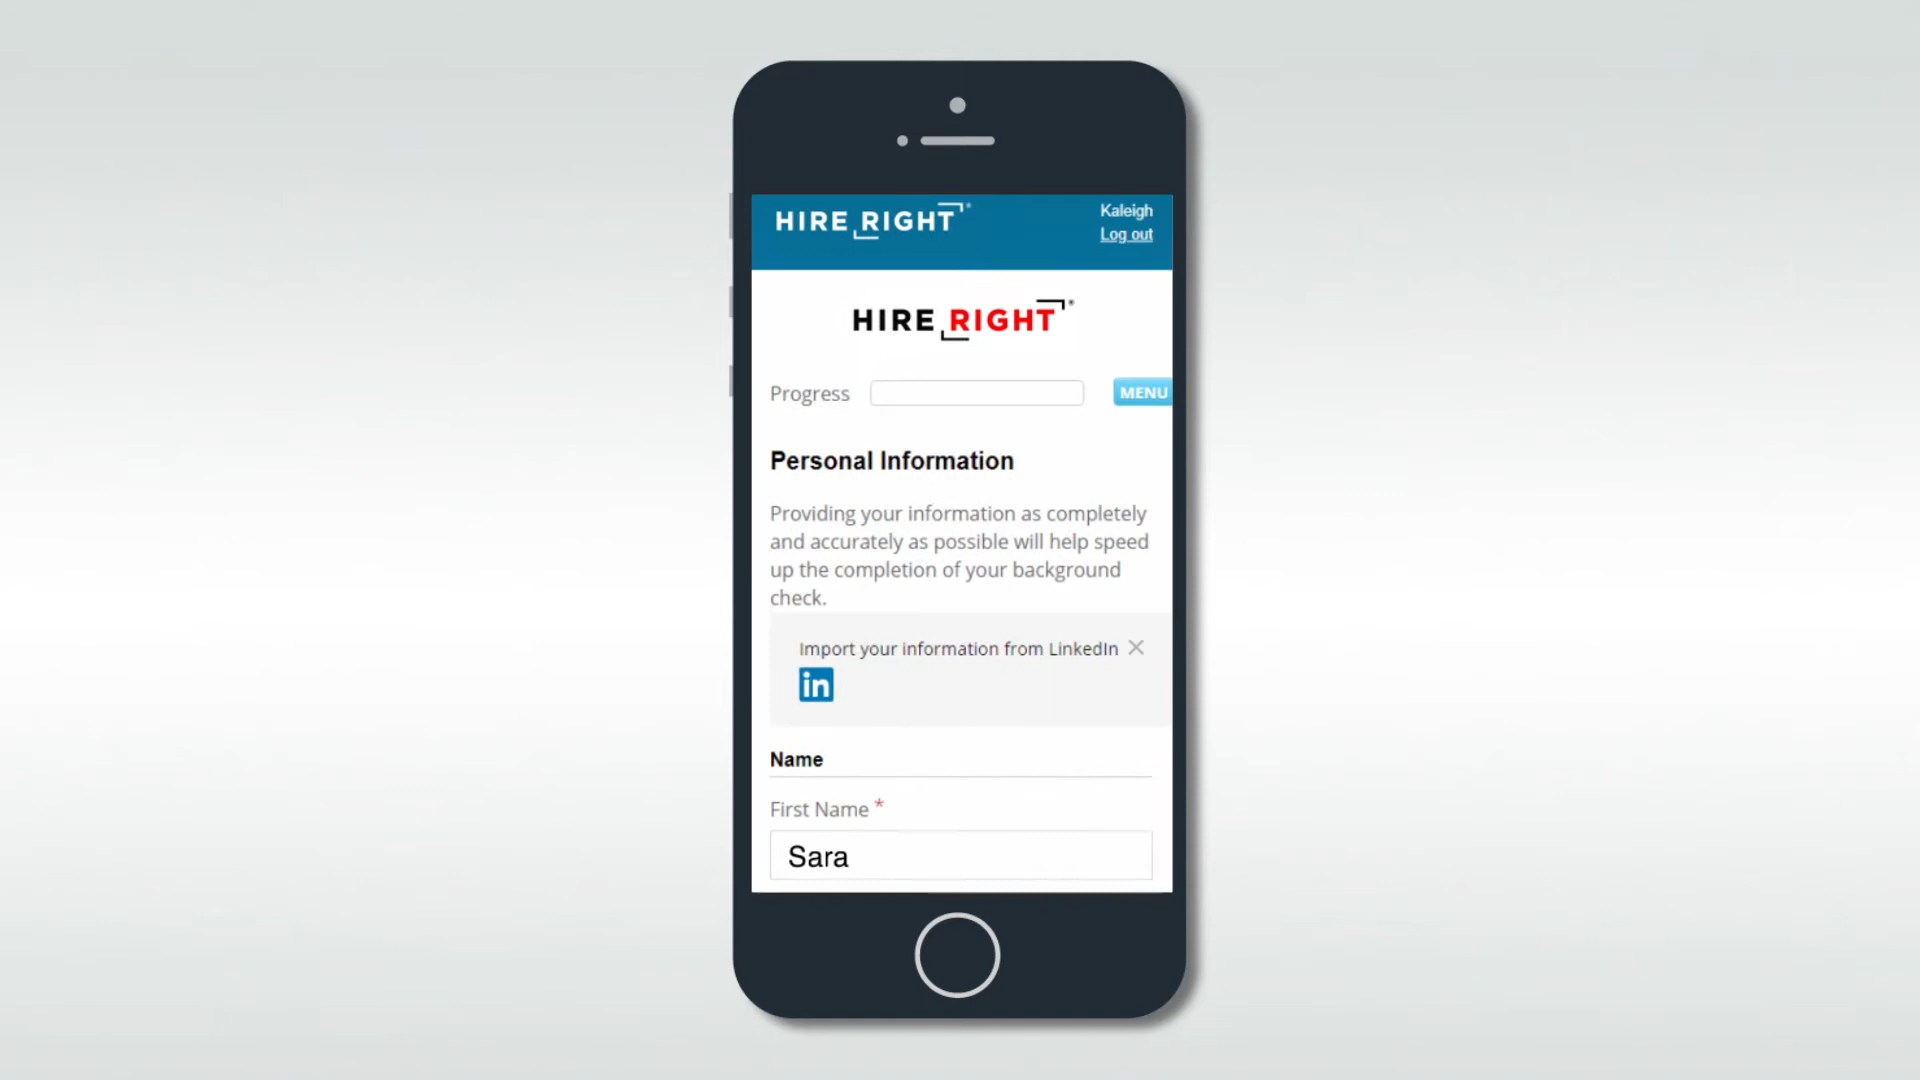 HIRE RIGHT®
Kaleigh
Log out
HIRE RIGHT®
Progress
MENU
Personal Information
Providing your information as completely
and accurately as possible will help speed
up the completion of your background
check.
Import your information from LinkedIn
in
Name
First Name *
Sara